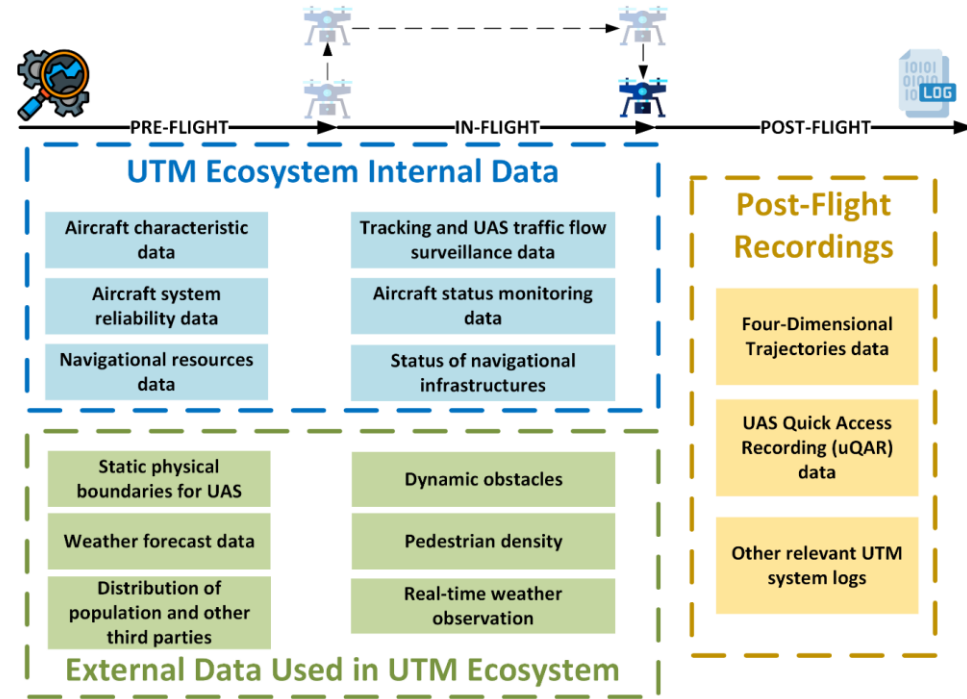 10101
01010
10
LOG
PRE-FLIGHT
IN-FLIGHT
POST-FLIGHT
UTM Ecosystem Internal Data
Aircraft characteristic
data
Tracking and UAS traffic flow
surveillance data
Aircraft system
reliability data
Aircraft status monitoring
data
Navigational resources
data
Status of navigational
infrastructures
Static physical
boundaries for UAS
Dynamic obstacles
Weather forecast data
Pedestrian density
Distribution of
population and other
third parties
Real-time weather
observation
External Data Used in UTM Ecosystem
Post-Flight
Recordings
Four-Dimensional
Trajectories data
UAS Quick Access
Recording (uQAR)
data
Other relevant UTM
system logs